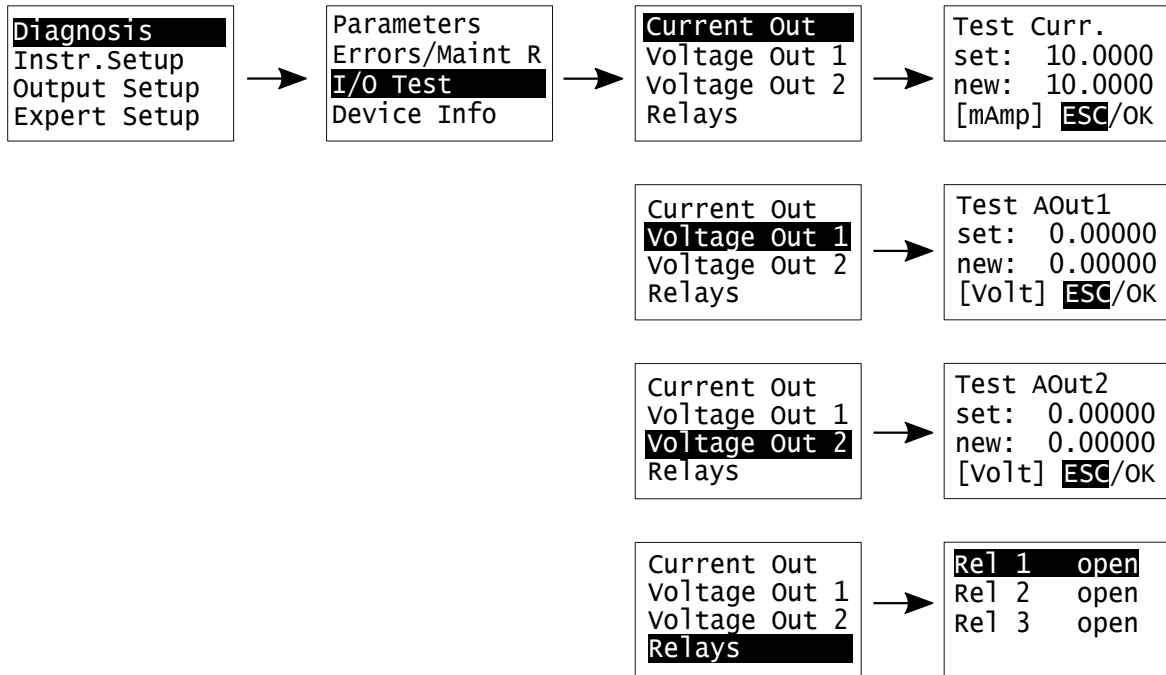 Diagnosis
Instr.Setup
Output Setup
Expert Setup
Parameters
Errors/Maint R
I/O Test
Device Info
Current Out
Voltage Out 1
Voltage Out 2
Relays
Test Curr.
set: 10.0000
new: 10.0000
[mAmp] ESC/OK
Current Out
Voltage Out 1
Voltage Out 2
Relays
Test AOut1
set: 0.00000
new: 0.00000
[Volt] ESC/OK
Current Out
Voltage Out 1
Voltage Out 2
Relays
Test AOut2
set: 0.00000
new: 0.00000
[Volt] ESC/OK
Current Out
Voltage Out 1
Voltage Out 2
Relays
Rel 1 open
Rel 2 open
Rel 3 open